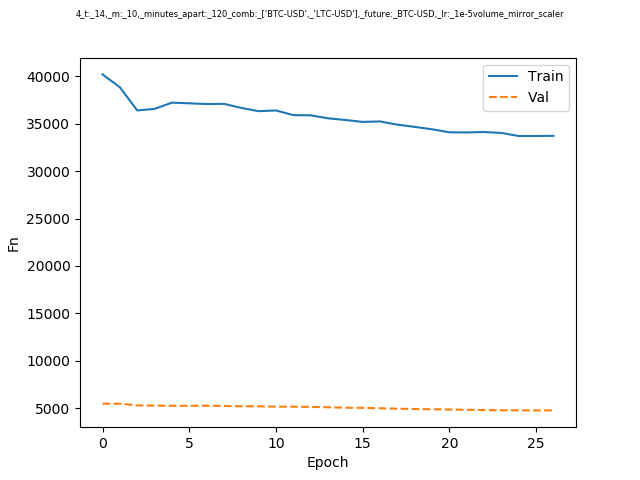 4_t:_14,_m:_10,_minutes_apart:_120_comb:_['BTC-USD',_'LTC-USD'],_future:_BTC-USD,_lr:_1e-5volume_mirror_scaler
Train
Val
40000
35000
30000
25000
20000
15000
10000
5000
Fn
0 5 10 15 20 25
Epoch